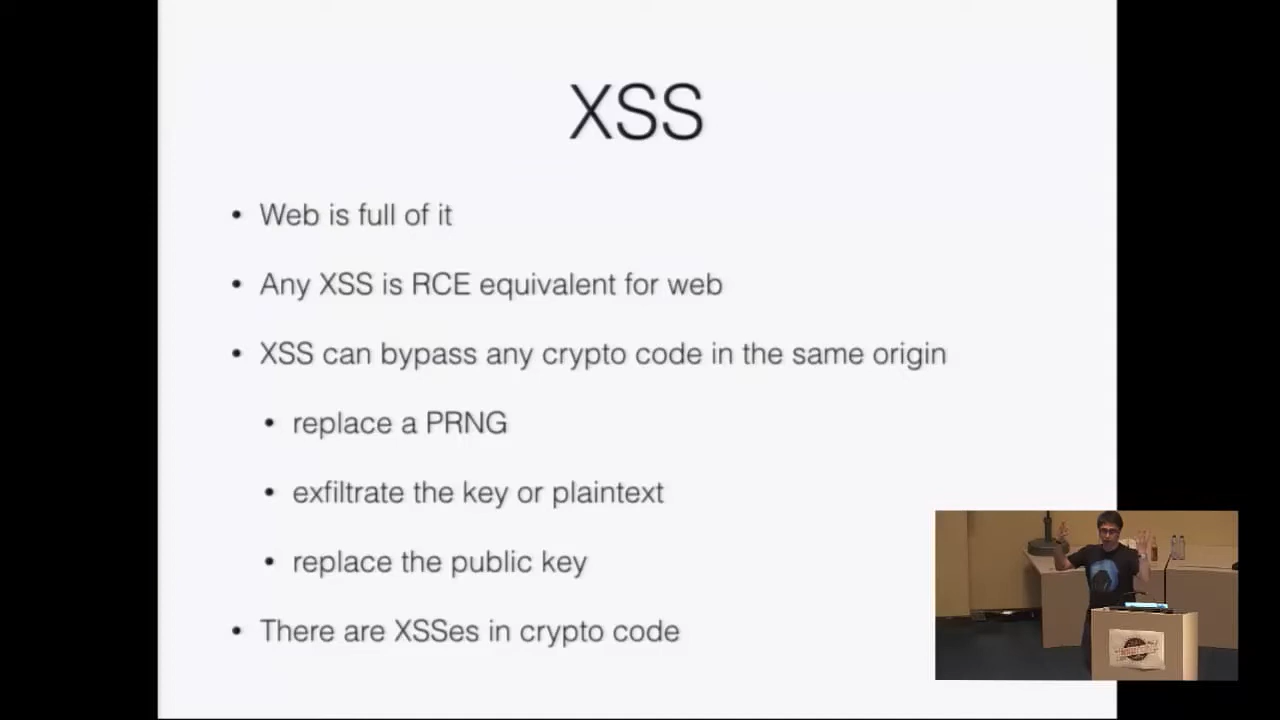 XSS
• Web is full of it
• Any XSS is RCE equivalent for web
• XSS can bypass any crypto code in the same origin
• replace a PRNG
• exfiltrate the key or plaintext
• replace the public key
• There are XSSes in crypto code